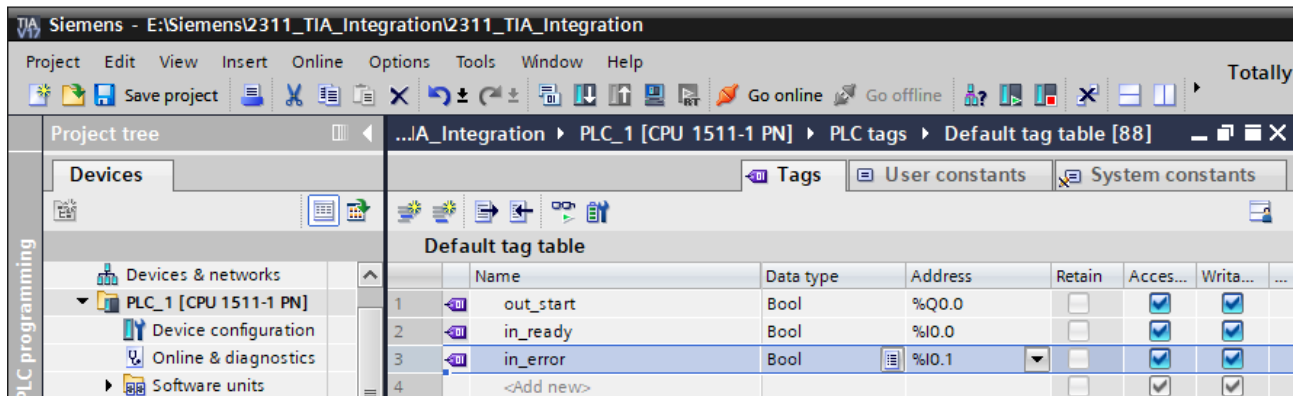 TIA V17 Siemens - E:\Siemens\2311_TIA_Integration\2311_TIA_Integration
Project Edit View Insert Online Options Tools Window Help
Totally
Save project RT Go online Go offline
Project tree
...IA_Integration PLC_1 [CPU 1511-1 PN] PLC tags Default tag table [88]
Devices
Tags User constants System constants
Default tag table
Name Data type Address Retain Acces... Writa... ...
1 out_start Bool %Q0.0
2 in_ready Bool %I0.0
3 in_error Bool %I0.1
4 <Add new>
Devices & networks
PLC_1 [CPU 1511-1 PN]
Device configuration
Online & diagnostics
Software units
PLC programming